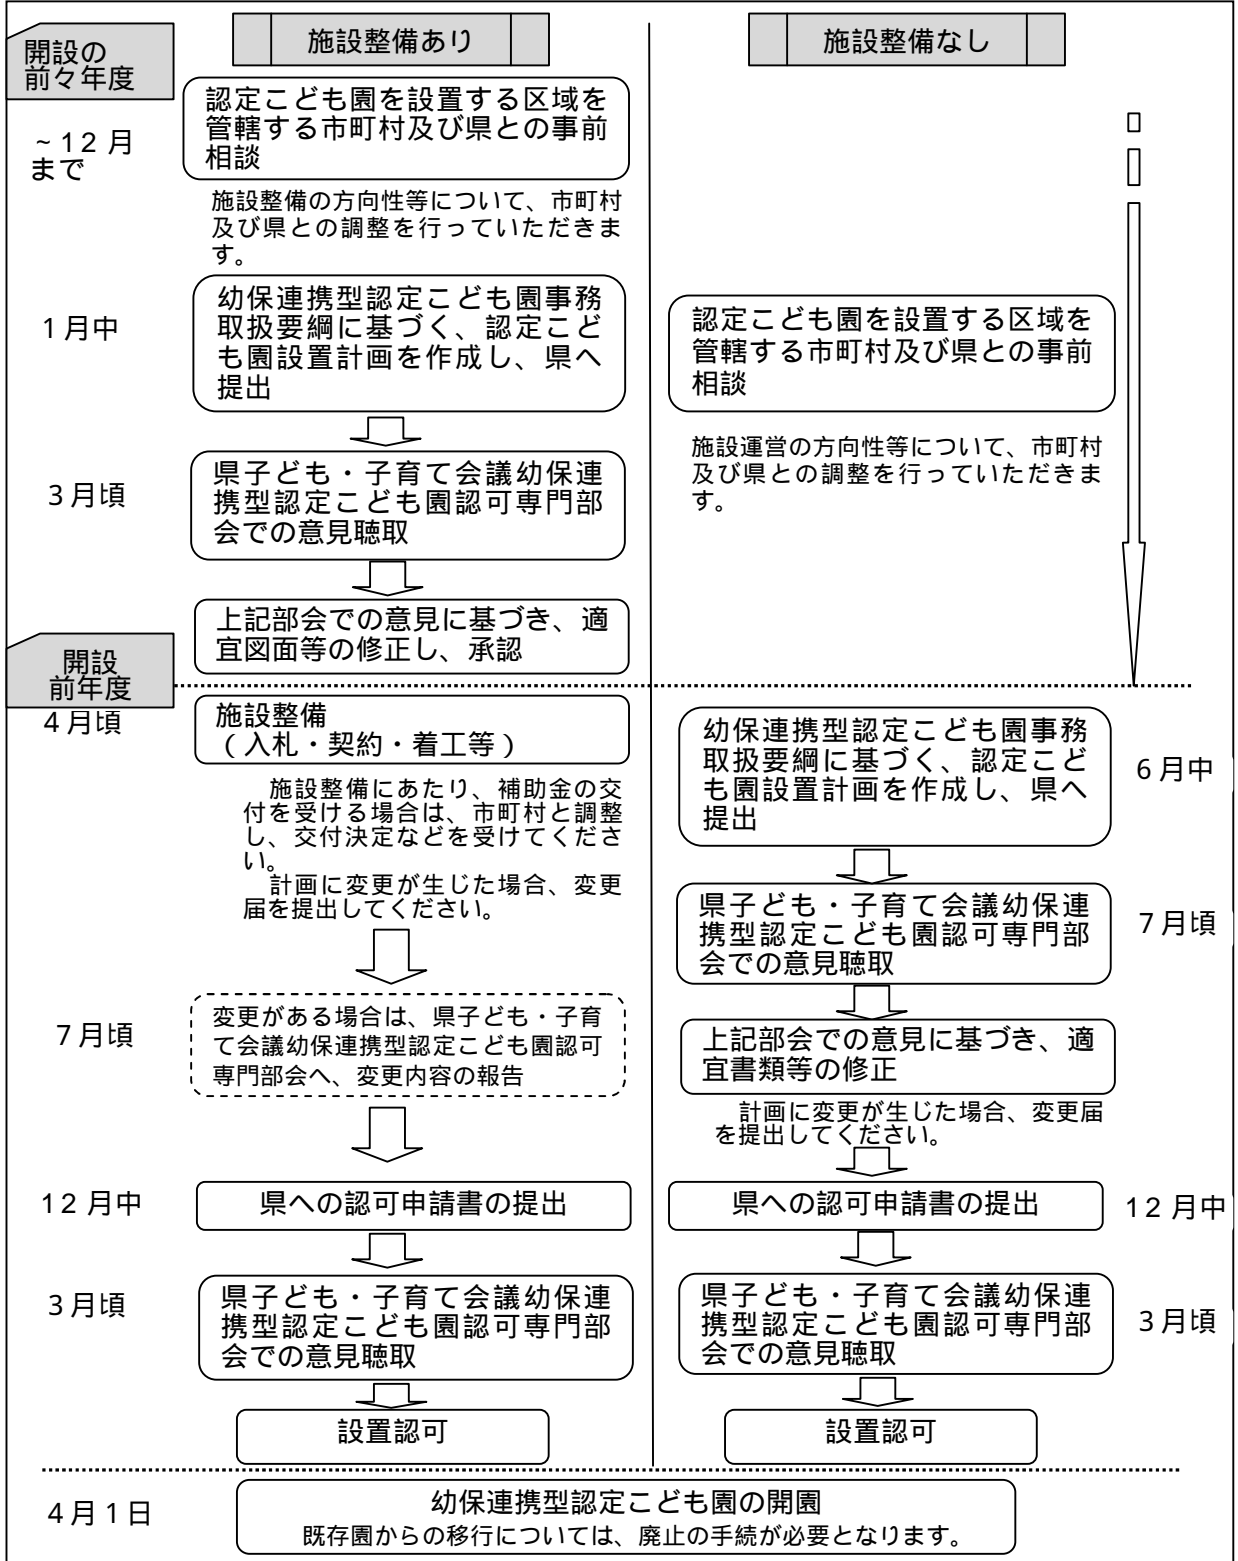 開設の
前々年度
施設整備あり
施設整備なし
~12月
まで
認定こども園を設置する区域を
管轄する市町村及び県との事前
相談
施設整備の方向性等について、市町村
及び県との調整を行っていただきま
す。
1月中
幼保連携型認定こども園事務
取扱要綱に基づく、認定こど
も園設置計画を作成し、県へ
提出
認定こども園を設置する区域を
管轄する市町村及び県との事前
相談
施設運営の方向性等について、市町村
及び県との調整を行っていただきま
す。
3月頃
県子ども・子育て会議幼保連
携型認定こども園認可専門部
会での意見聴取
上記部会での意見に基づき、適
宜図面等の修正し、承認
開設
前年度
4月頃
施設整備
(入札・契約・着工等)
施設整備にあたり、補助金の交
付を受ける場合は、市町村と調整
し、交付決定などを受けてくださ
い。
計画に変更が生じた場合、変更
届を提出してください。
幼保連携型認定こども園事務
取扱要綱に基づく、認定こど
も園設置計画を作成し、県へ
提出
6月中
県子ども・子育て会議幼保連
携型認定こども園認可専門部
会での意見聴取
7月頃
7月頃
変更がある場合は、県子ども・子育
て会議幼保連携型認定こども園認可
専門部会へ、変更内容の報告
上記部会での意見に基づき、適
宜書類等の修正
計画に変更が生じた場合、変更届
を提出してください。
12月中
県への認可申請書の提出
県への認可申請書の提出
12月中
3月頃
県子ども・子育て会議幼保連
携型認定こども園認可専門部
会での意見聴取
県子ども・子育て会議幼保連
携型認定こども園認可専門部
会での意見聴取
3月頃
設置認可
設置認可
4月1日
幼保連携型認定こども園の開園
既存園からの移行については、廃止の手続が必要となります。